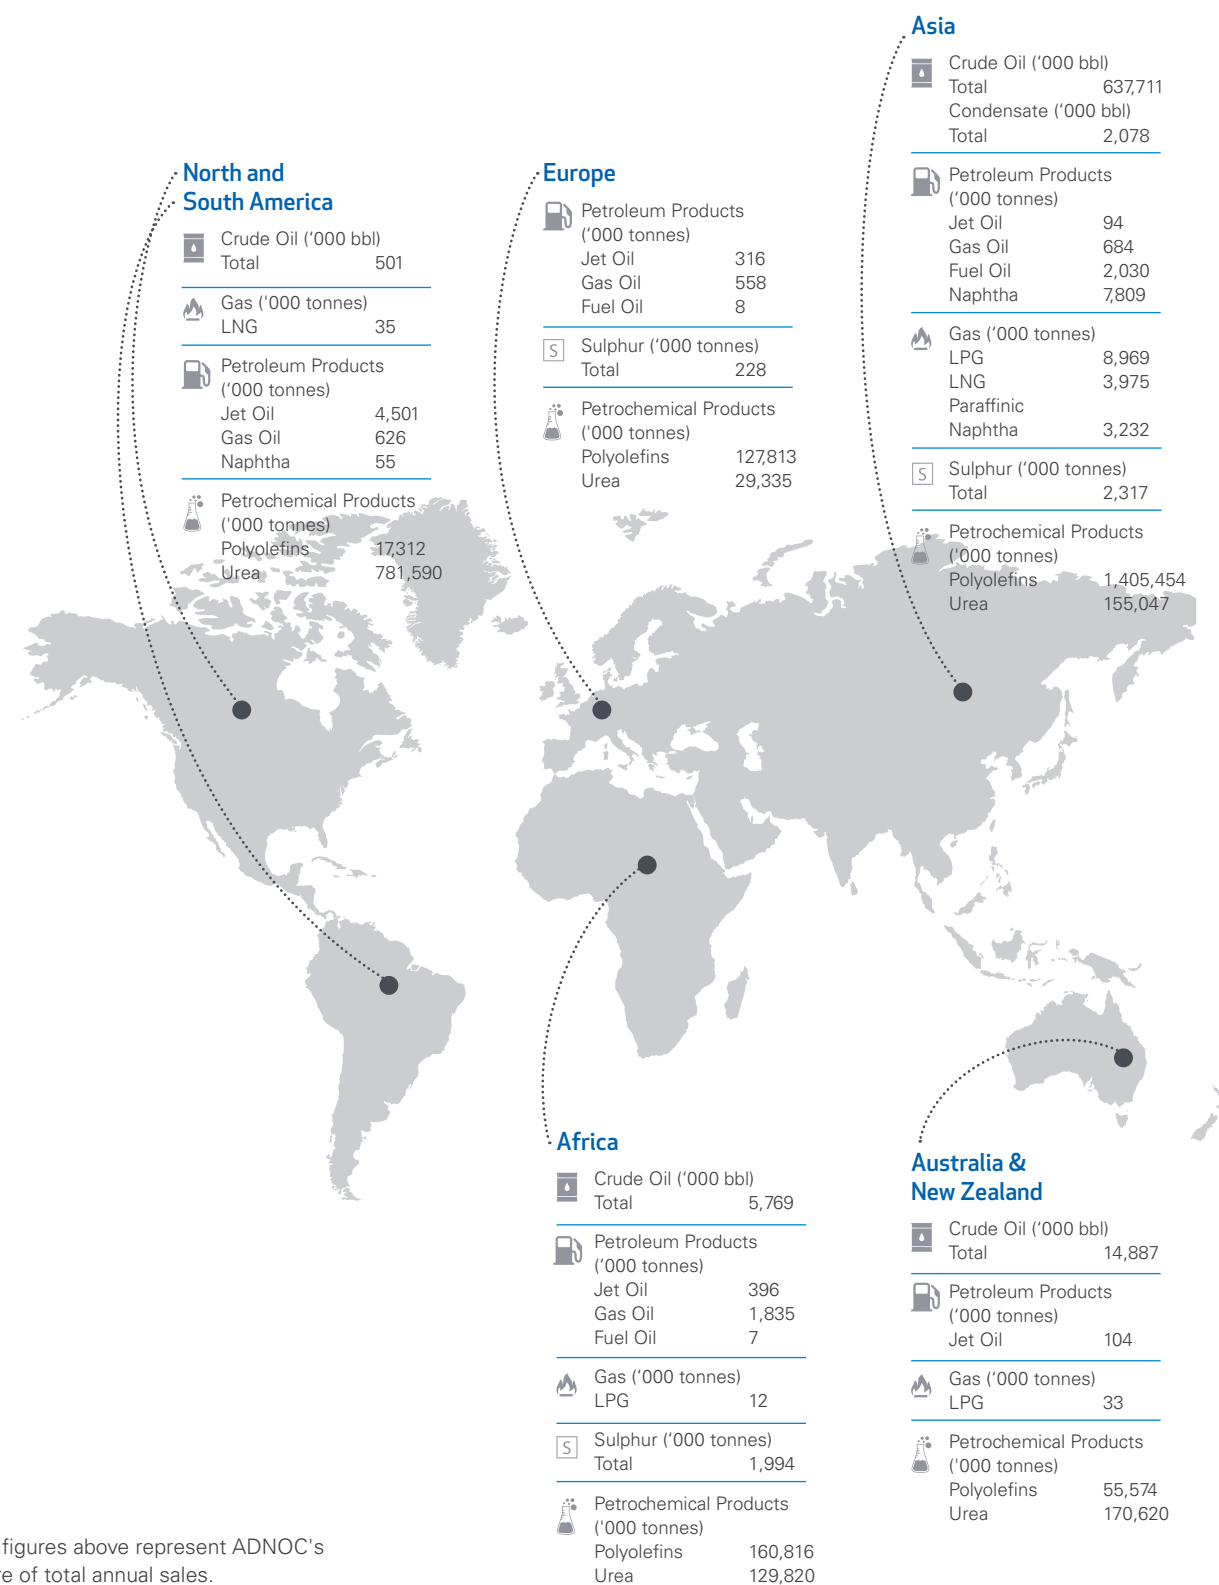 North and
South America
Crude Oil (‘000 bbl)
Total 501
Gas ('000 tonnes)
LNG 35
Petroleum Products
(‘000 tonnes)
Jet Oil 4,501
Gas Oil 626
Naphtha 55
Petrochemical Products
('000 tonnes)
Polyolefins 17,312
Urea 781,590
Europe
Petroleum Products
(‘000 tonnes)
Jet Oil 316
Gas Oil 558
Fuel Oil 8
S
Sulphur (‘000 tonnes)
Total 228
Petrochemical Products
(‘000 tonnes)
Polyolefins 127,813
Urea 29,335
Asia
Crude Oil (‘000 bbl)
Total 637,711
Condensate (‘000 bbl)
Total 2,078
Petroleum Products
(‘000 tonnes)
Jet Oil 94
Gas Oil 684
Fuel Oil 2,030
Naphtha 7,809
Gas (‘000 tonnes)
LPG 8,969
LNG 3,975
Paraffinic
Naphtha 3,232
S
Sulphur (‘000 tonnes)
Total 2,317
Petrochemical Products
('000 tonnes)
Polyolefins 1,405,454
Urea 155,047
Africa
Crude Oil (‘000 bbl)
Total 5,769
Petroleum Products
(‘000 tonnes)
Jet Oil 396
Gas Oil 1,835
Fuel Oil 7
Gas (‘000 tonnes)
LPG 12
S
Sulphur (‘000 tonnes)
Total 1,994
Petrochemical Products
('000 tonnes)
Polyolefins 160,816
Urea 129,820
Australia &
New Zealand
Crude Oil (‘000 bbl)
Total 14,887
Petroleum Products
(‘000 tonnes)
Jet Oil 104
Gas (‘000 tonnes)
LPG 33
Petrochemical Products
('000 tonnes)
Polyolefins 55,574
Urea 170,620
figures above represent ADNOC's
of total annual sales.